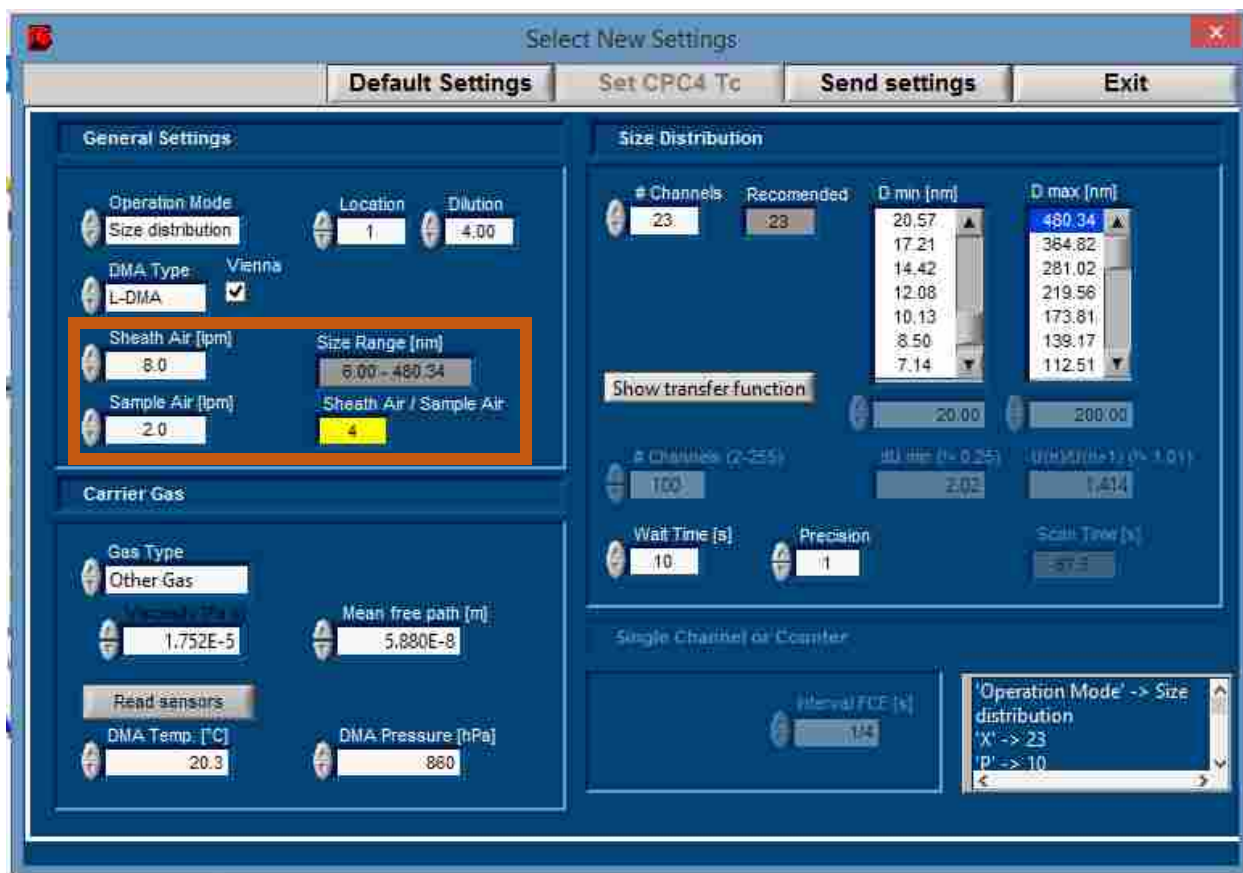 Select New Settings
Default Settings
Set CPC4 Tc
Send settings
Exit
General Settings
Operation Mode
Size distribution
Location
1
Dilution
4.00
DMA Type
L-DMA
Vienna
Sheath Air [lpm]
8.0
Size Range [nm]
6.00 - 480.34
Sample Air [lpm]
2.0
Sheath Air / Sample Air
4
Carrier Gas
Gas Type
Other Gas
1.752E-5
Mean free path [m]
5.880E-8
Read sensors
DMA Temp. [°C]
20.3
DMA Pressure [hPa]
860
Size Distribution
# Channels
23
Recomended
23
D min [nm]
20.57
17.21
14.42
12.08
10.13
8.50
7.14
20.00
D max [nm]
480.34
364.82
281.02
219.56
173.81
139.17
112.51
200.00
Show transfer function
# Channels (2-255)
100
dU min (> 0.25)
2.02
U(n)/U(n+1) (> 1.01)
1.414
Wait Time [s]
10
Precision
1
Scan Time [s]
Single Channel or Counter
Interval FCE [s]
1/4
'Operation Mode' -> Size
distribution
'X' -> 23
'P' -> 10